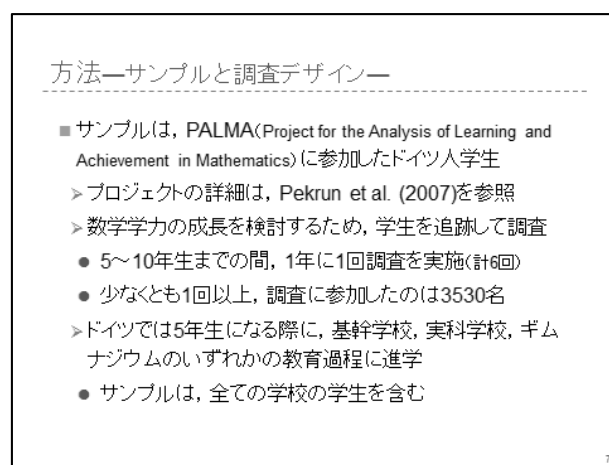 方法―サンプルと調査デザイン―
■サンプルは, PALMA(Project for the Analysis of Learning and
Achievement in Mathematics)に参加したドイツ人学生
➢プロジェクトの詳細は, Pekrun et al. (2007)を参照
➢数学学力の成長を検討するため, 学生を追跡して調査
● 5～10年生までの間, 1年に1回調査を実施(計6回)
● 少なくとも1回以上, 調査に参加したのは3530名
➢ドイツでは5年生になる際に, 基幹学校, 実科学校, ギム
ナジウムのいずれかの教育過程に進学
● サンプルは, 全ての学校の学生を含む